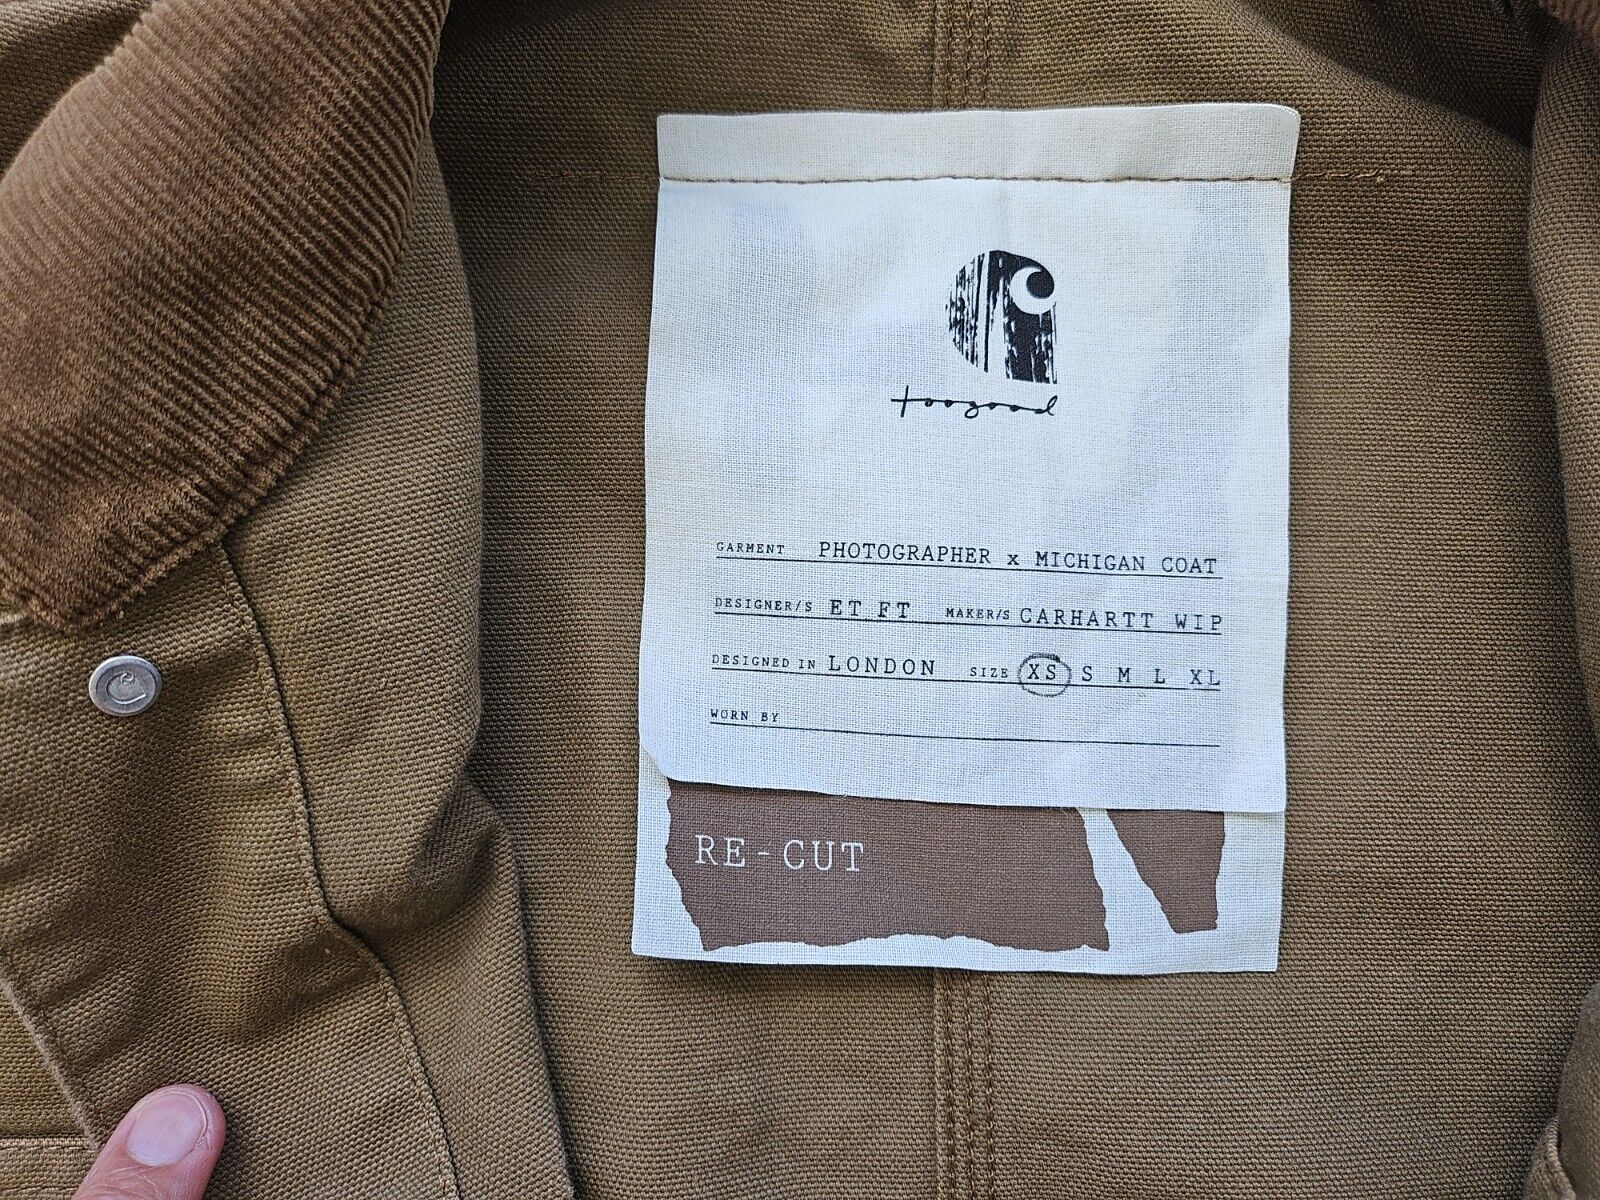 toogood
GARMENT PHOTOGRAPHER x MICHIGAN COAT
DESIGNER/S ET FT MAKER/S CARHARTT WIP
DESIGNED IN LONDON SIZE XS S M L XL
WORN BY
RE-CUT